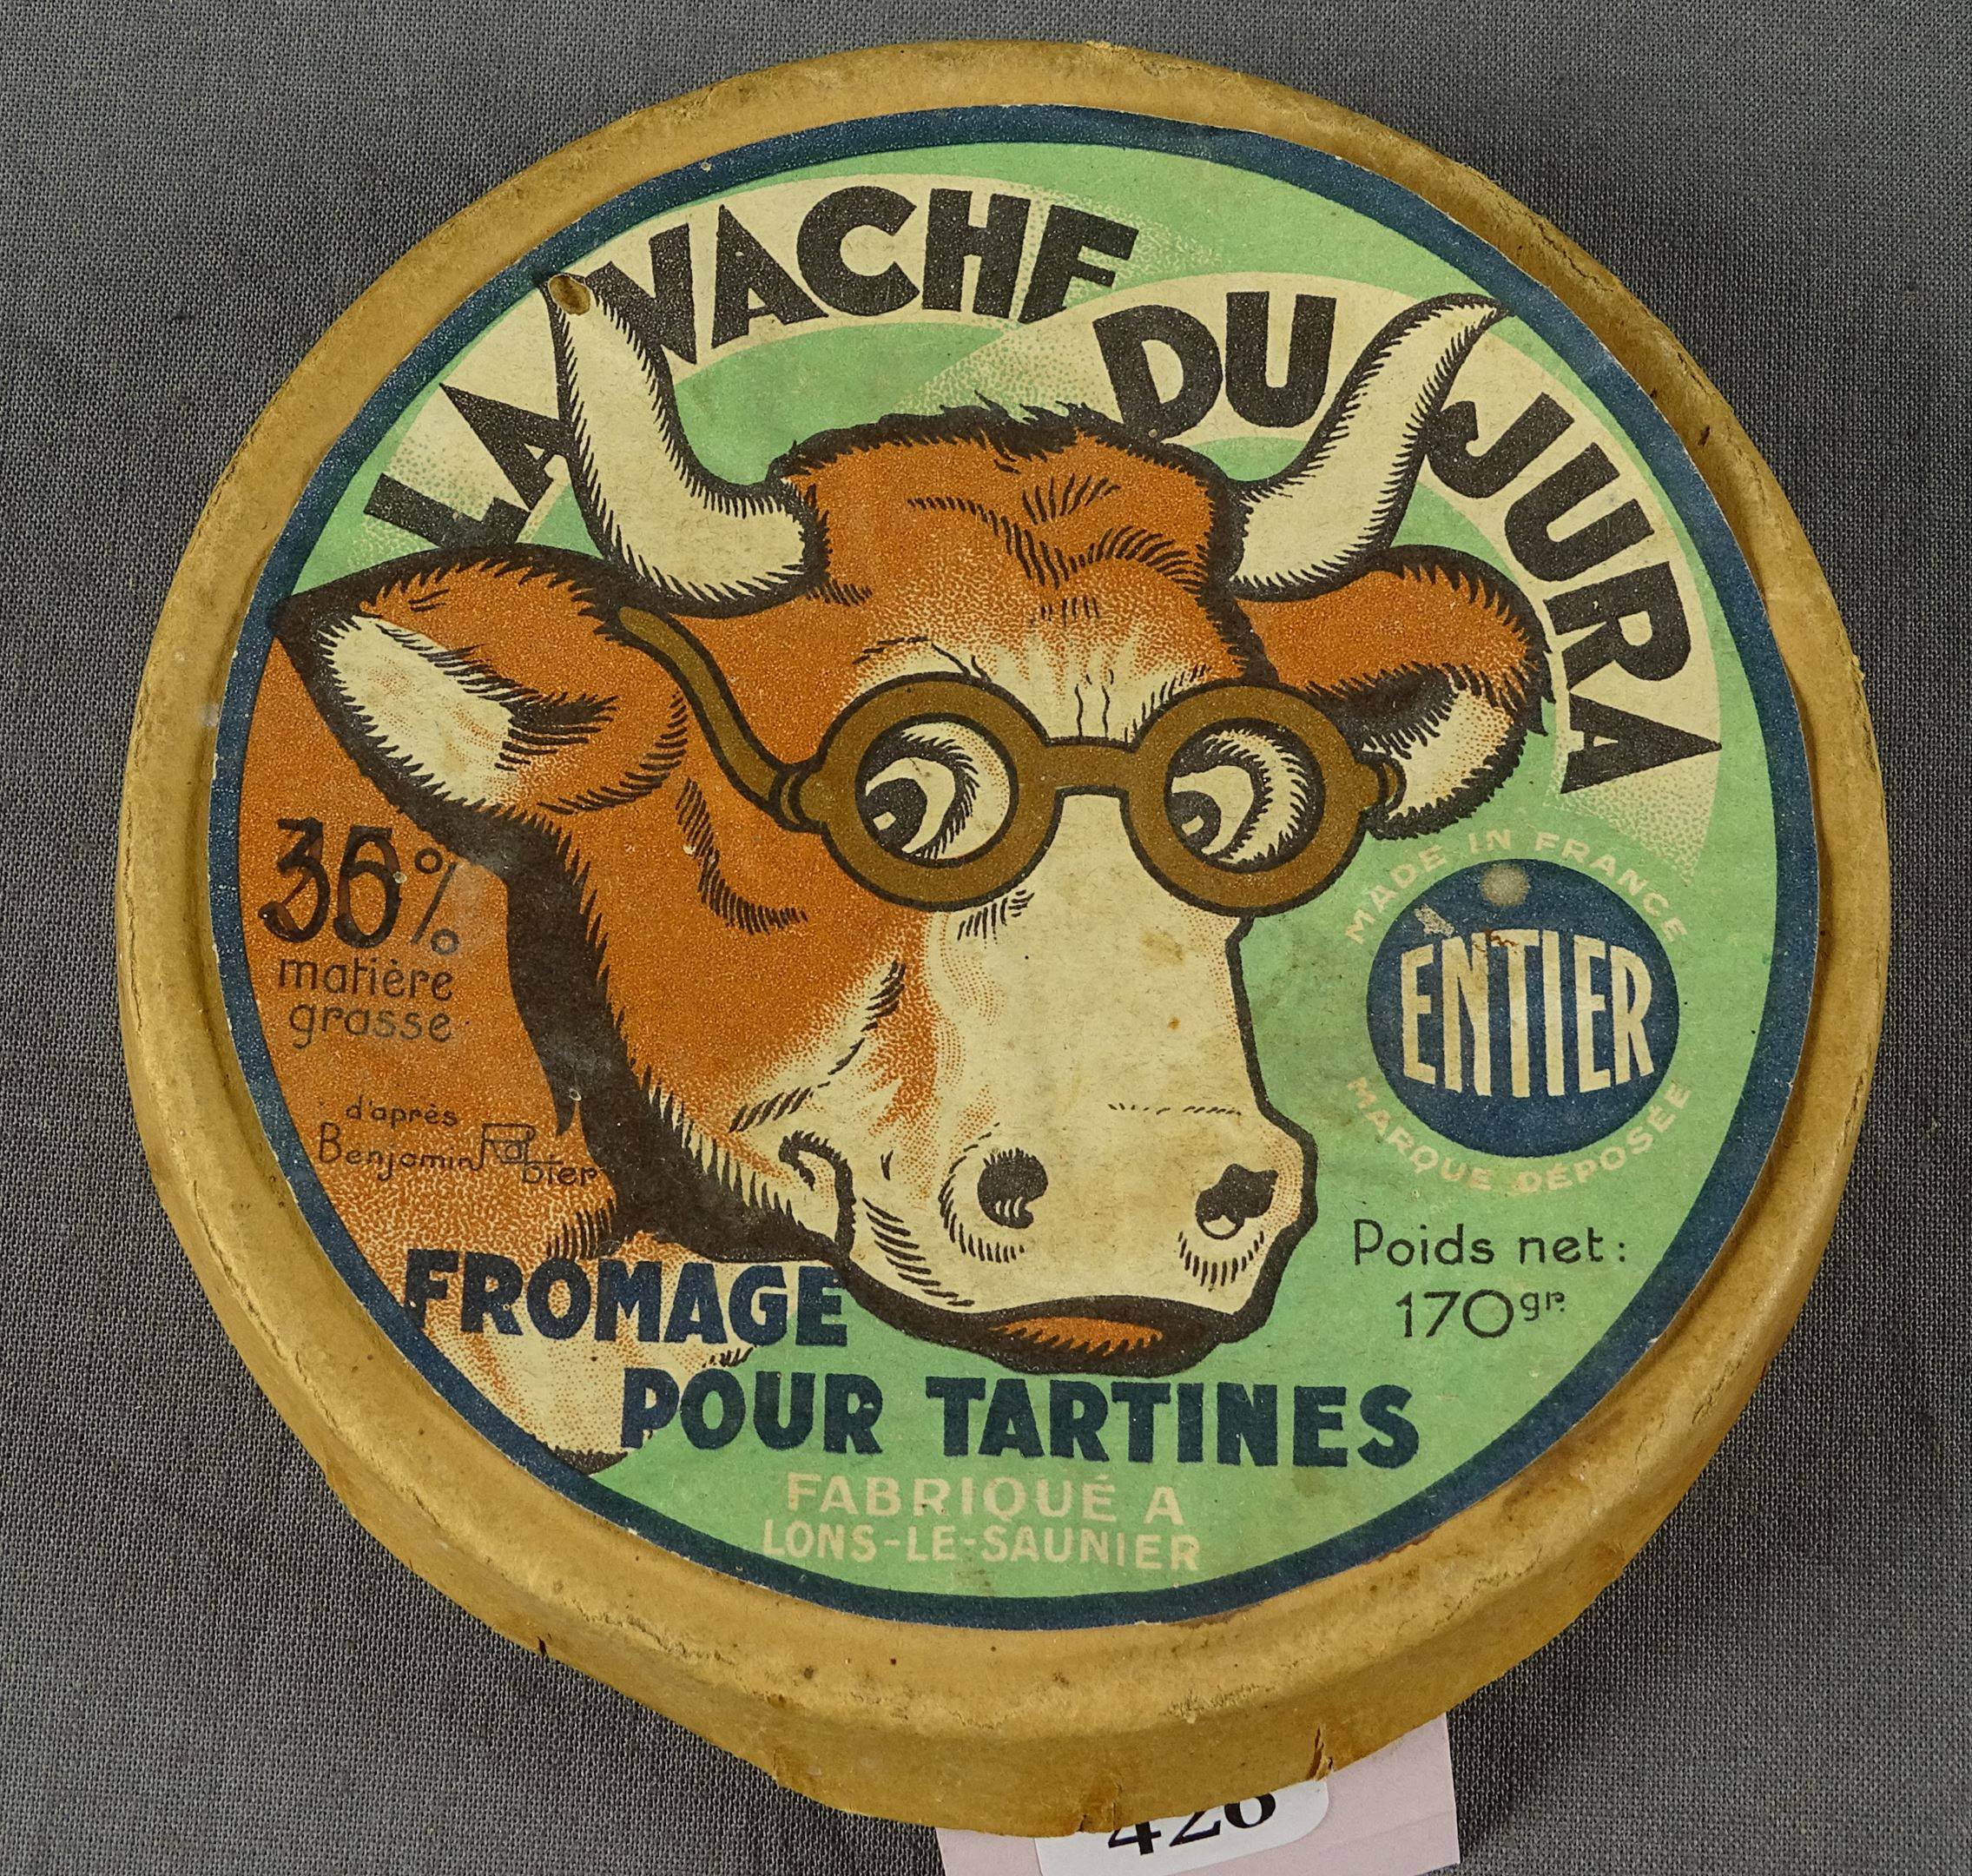 LA VACHE DU JURA
36%
matière
grasse
d'après
Benjamin Rabier
MADE IN FRANCE
ENTIER
MARQUE DÉPOSÉE
Poids net:
170gr.
FROMAGE
POUR TARTINES
FABRIQUÉ A
LONS-LE-SAUNIER
426